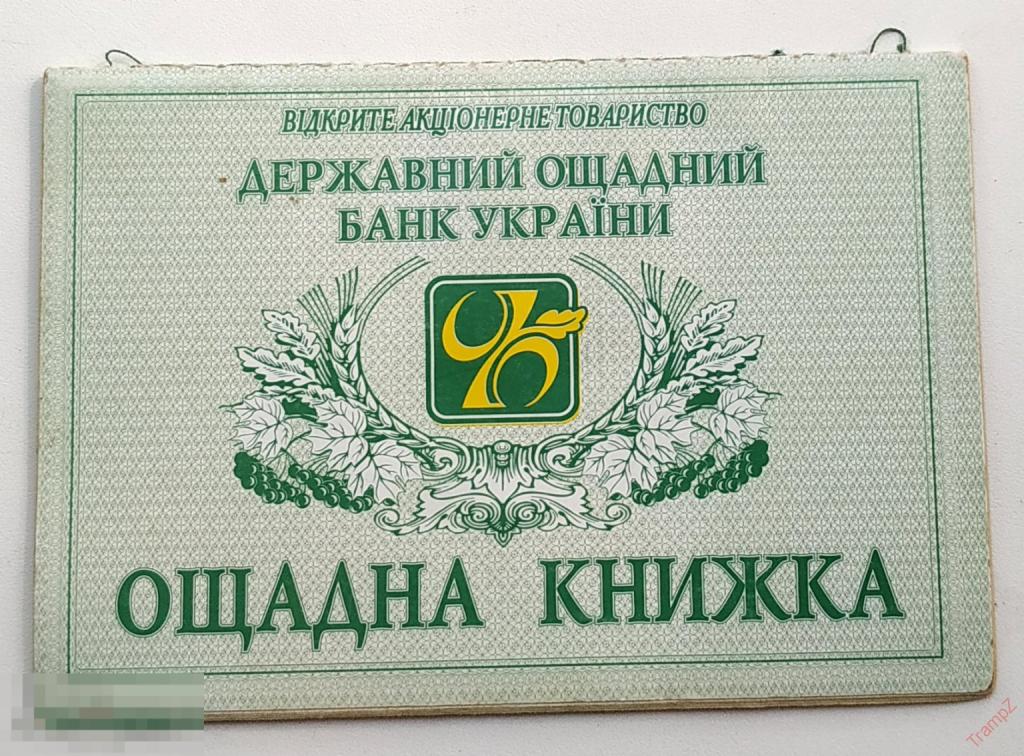 ВІДКРИТЕ АКЦІОНЕРНЕ ТОВАРИСТВО
ДЕРЖАВНИЙ ОЩАДНИЙ
БАНК УКРАЇНИ
ОЩАДНА КНИЖКА
TrampZ